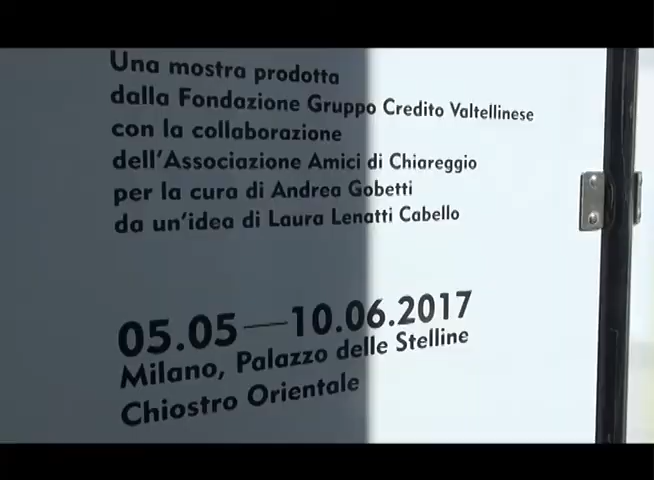 Una mostra prodotta
dalla Fondazione Gruppo Credito Valtellinese
con la collaborazione
dell'Associazione Amici di Chiareggio
per la cura di Andrea Gobetti
da un'idea di Laura Lenatti Cabello
05.05—10.06.2017
Milano, Palazzo delle Stelline
Chiostro Orientale